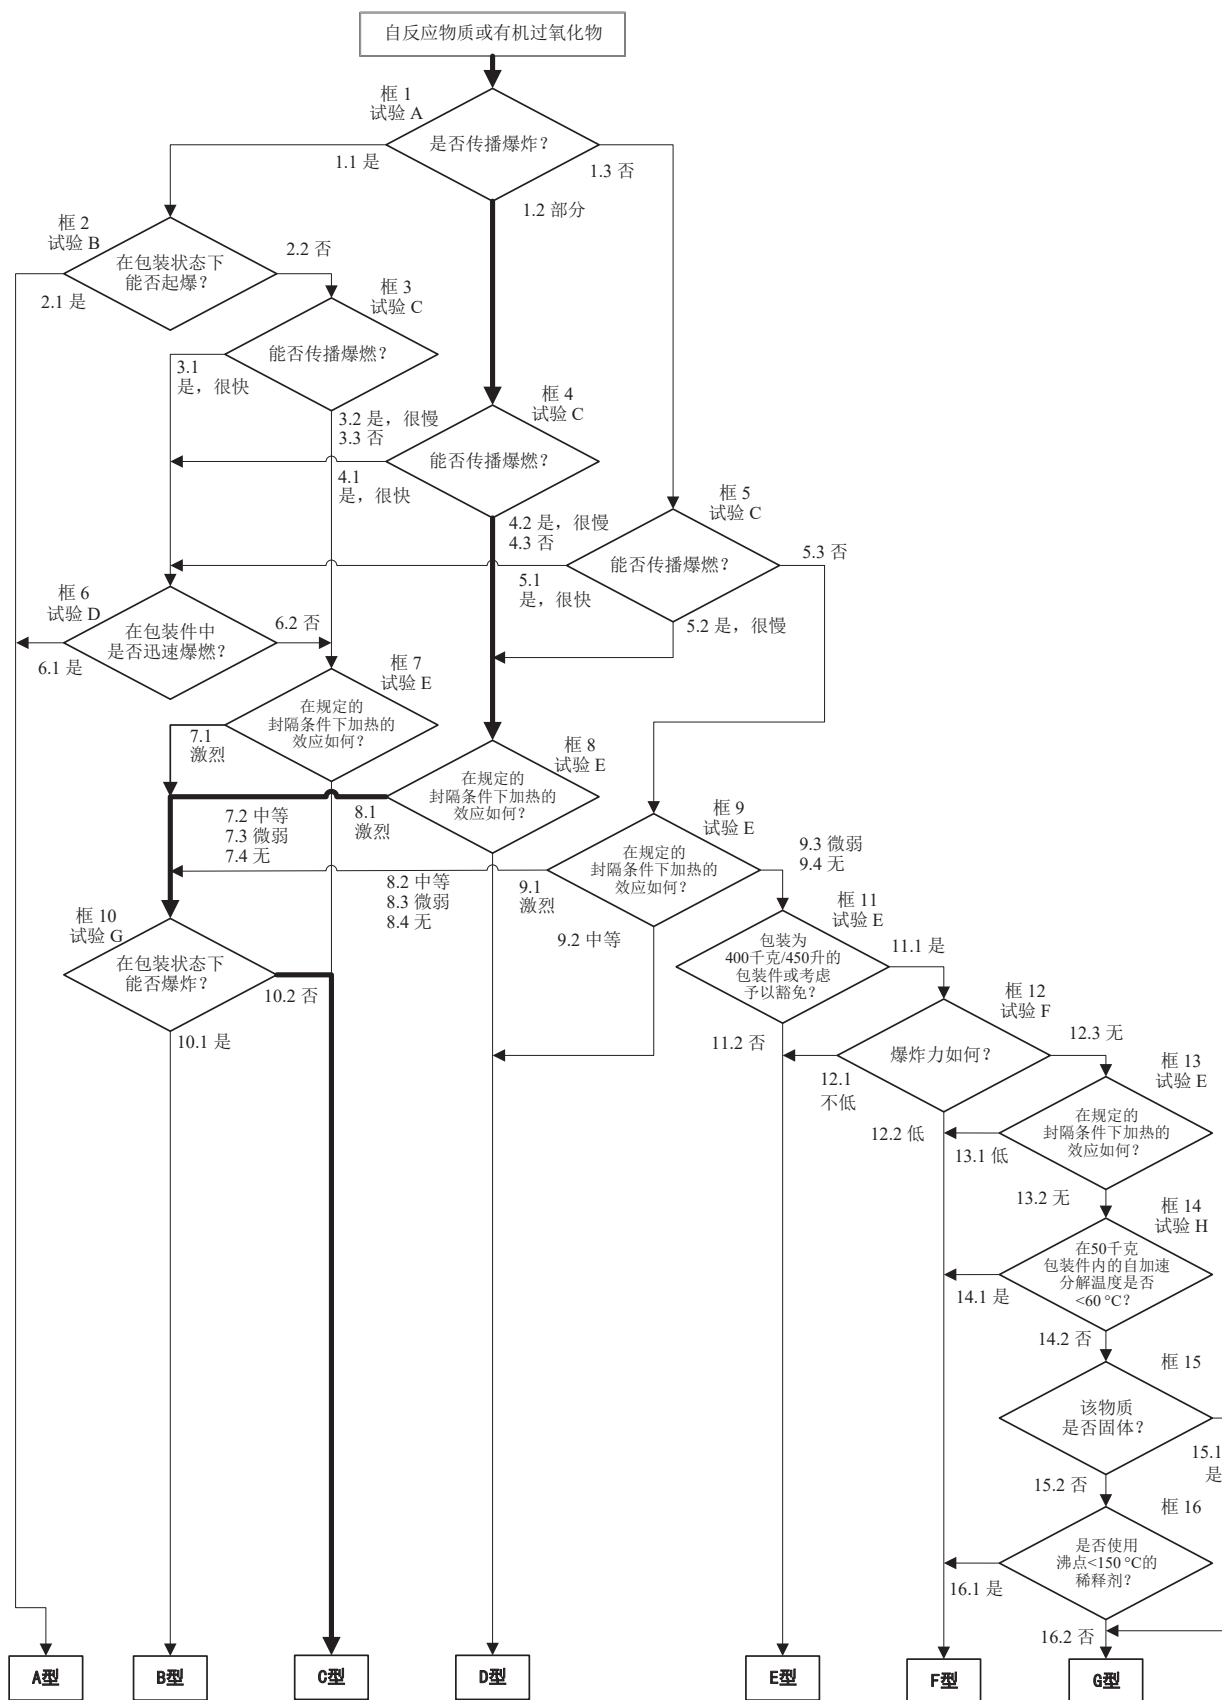 自反应物质或有机过氧化物
框 1
试验 A
是否传播爆炸？
1.1 是
1.3 否
1.2 部分
框 2
试验 B
在包装状态下
能否起爆？
2.1 是
2.2 否
框 3
试验 C
能否传播爆燃？
3.1
是，很快
3.2 是，很慢
3.3 否
框 4
试验 C
能否传播爆燃？
4.1
是，很快
4.2 是，很慢
4.3 否
框 5
试验 C
能否传播爆燃？
5.1
是，很快
5.2 是，很慢
5.3 否
框 6
试验 D
在包装件中
是否迅速爆燃？
6.1 是
6.2 否
框 7
试验 E
在规定的
封隔条件下加热的
效应如何？
7.1
激烈
7.2 中等
7.3 微弱
7.4 无
框 8
试验 E
在规定的
封隔条件下加热的
效应如何？
8.1
激烈
8.2 中等
8.3 微弱
8.4 无
框 9
试验 E
在规定的
封隔条件下加热的
效应如何？
9.1
激烈
9.2 中等
9.3 微弱
9.4 无
框 10
试验 G
在包装状态下
能否爆炸？
10.1 是
10.2 否
框 11
试验 E
包装为
400千克/450升的
包装件或考虑
予以豁免？
11.1 是
11.2 否
框 12
试验 F
爆炸力如何？
12.1
不低
12.2 低
12.3 无
框 13
试验 E
在规定的
封隔条件下加热的
效应如何？
13.1 低
13.2 无
框 14
试验 H
在50千克
包装件内的自加速
分解温度是否
<60 °C？
14.1 是
14.2 否
框 15
该物质
是否固体？
15.1
是
15.2 否
框 16
是否使用
沸点<150 °C的
稀释剂？
16.1 是
16.2 否
A型
B型
C型
D型
E型
F型
G型